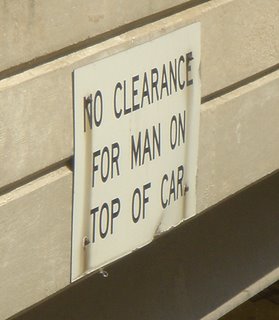 NO CLEARANCE
FOR MAN ON
TOP OF CAR.